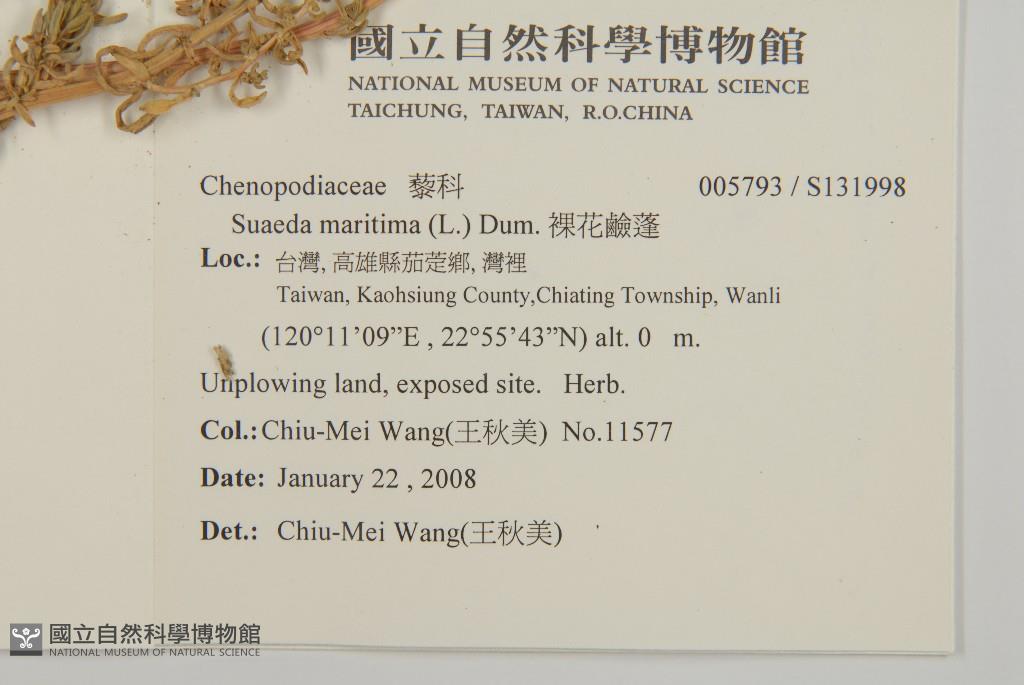 國立自然科學博物館
NATIONAL MUSEUM OF NATURAL SCIENCE
TAICHUNG, TAIWAN, R.O.CHINA
Chenopodiaceae 藜科 005793 / S131998
Suaeda maritima (L.) Dum. 裸花鹼蓬
Loc.: 台灣, 高雄縣茄萣鄉, 灣裡
Taiwan, Kaohsiung County,Chiating Township, Wanli
(120°11’09”E , 22°55’43”N) alt. 0 m.
Unplowing land, exposed site. Herb.
Col.:Chiu-Mei Wang(王秋美) No.11577
Date: January 22 , 2008
Det.: Chiu-Mei Wang(王秋美)
國立自然科學博物館
NATIONAL MUSEUM OF NATURAL SCIENCE